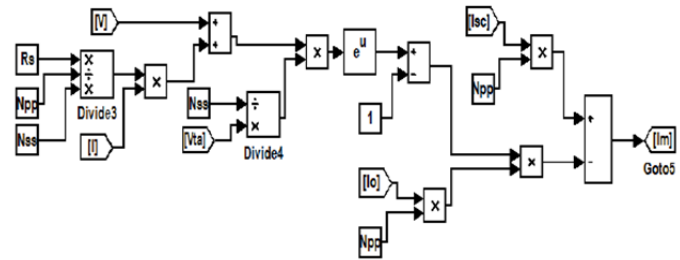 [V]
[Isc]
Rs
Npp
Nss
×
÷
×
Divide3
×
[I]
+
+
Nss
[Vta]
÷
×
Divide4
×
e^u
+
−
1
Npp
×
[Io]
Npp
×
×
+
−
[Im]
Goto5